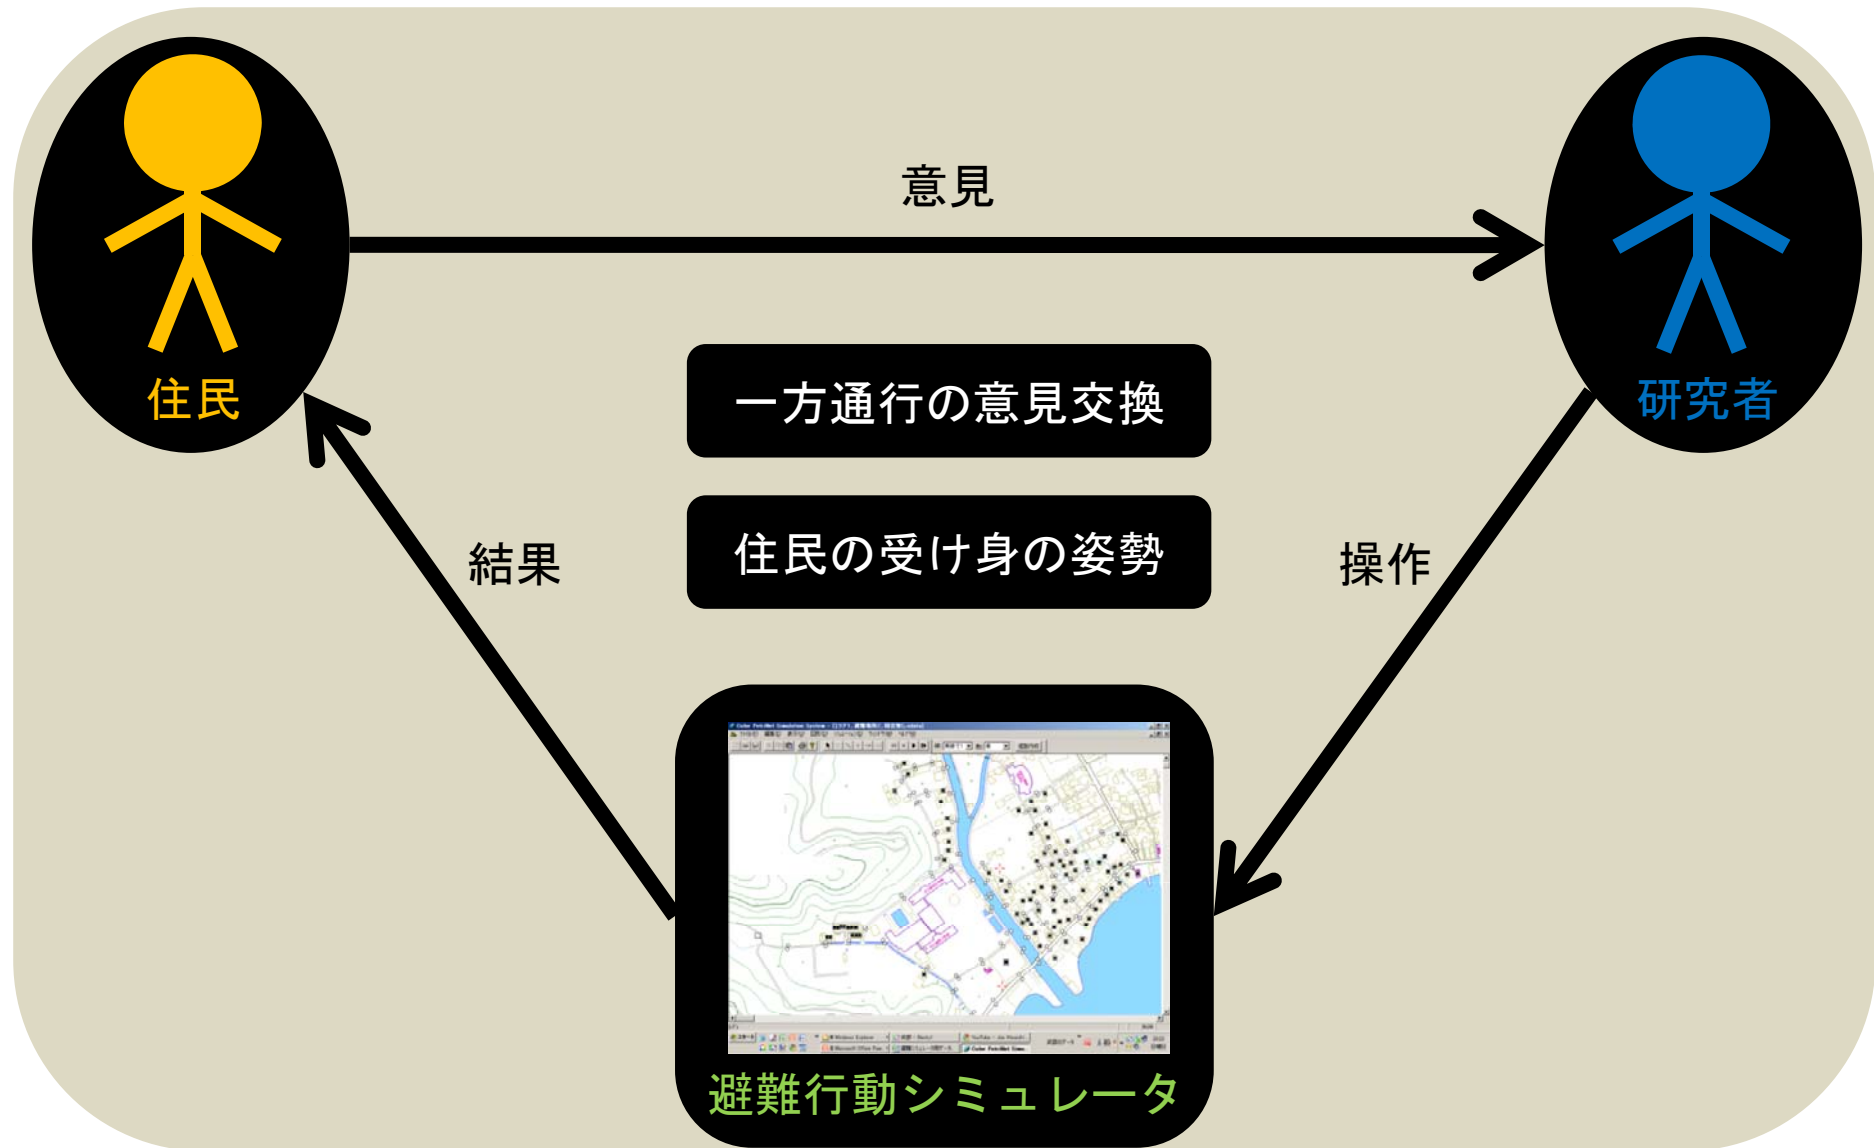 意見
住民
研究者
一方通行の意見交換
住民の受け身の姿勢
結果
操作
避難行動シミュレータ